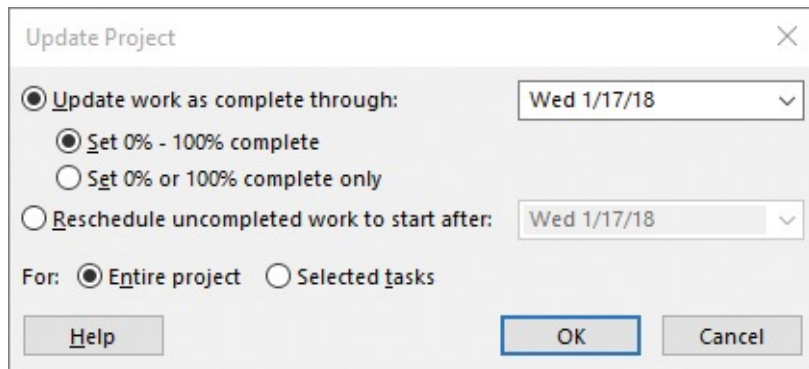 Update Project
Update work as complete through: Wed 1/17/18
Set 0% - 100% complete
Set 0% or 100% complete only
Reschedule uncompleted work to start after: Wed 1/17/18
For: Entire project Selected tasks
Help OK Cancel